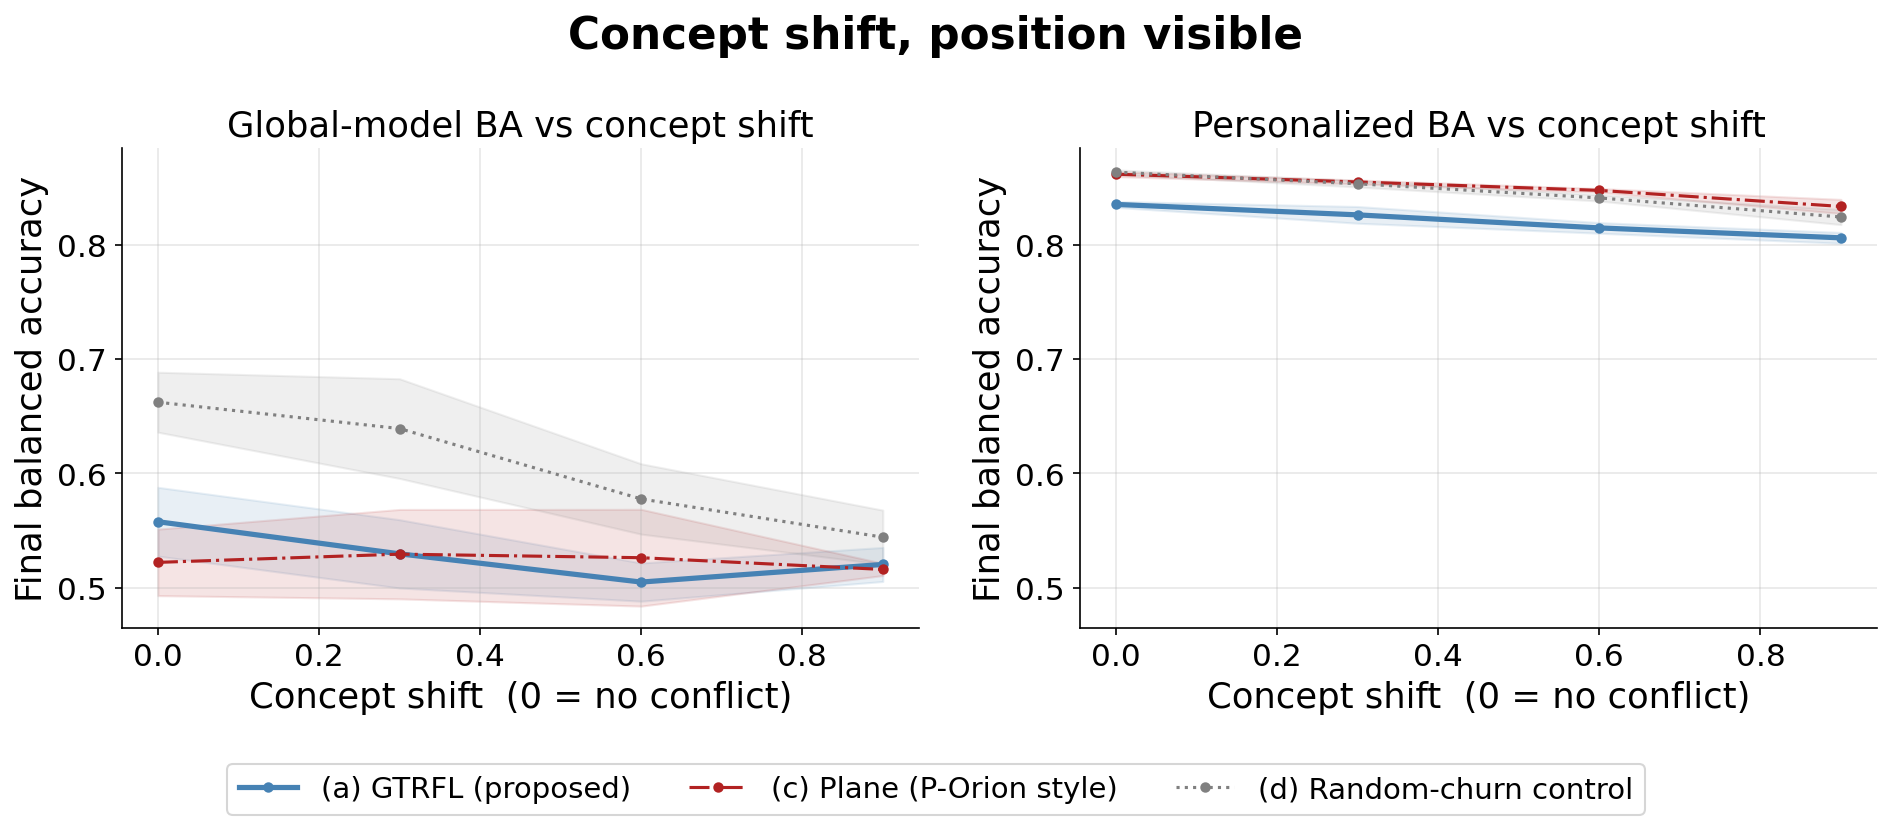 Concept shift, position visible
Global-model BA vs concept shift
Final balanced accuracy
0.8
0.7
0.6
0.5
0.0 0.2 0.4 0.6 0.8
Concept shift (0 = no conflict)
Personalized BA vs concept shift
Final balanced accuracy
0.8
0.7
0.6
0.5
0.0 0.2 0.4 0.6 0.8
Concept shift (0 = no conflict)
(a) GTRFL (proposed) (c) Plane (P-Orion style) (d) Random-churn control